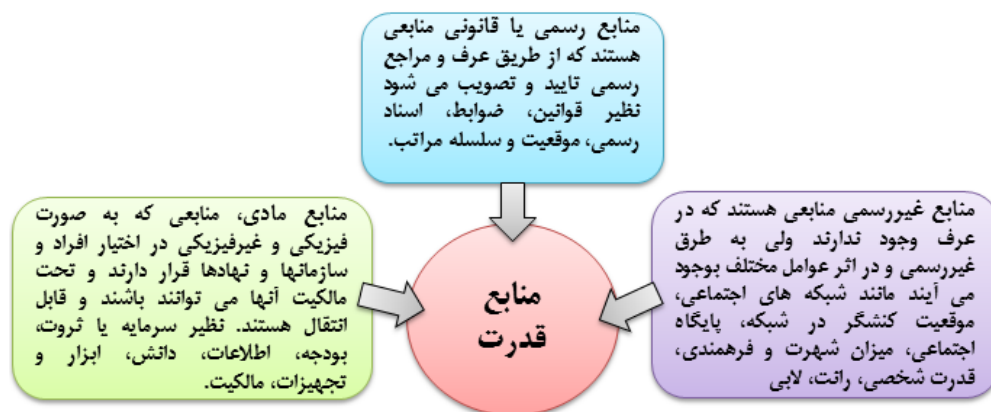 منابع رسمی یا قانونی منابعی
هستند که از طریق عرف و مراجع
رسمی تایید و تصویب می شود
نظیر قوانین، ضوابط، اسناد
رسمی، موقعیت و سلسله مراتب.
منابع غیررسمی منابعی هستند که در
عرف وجود ندارند ولی به طرق
غیررسمی و در اثر عوامل مختلف بوجود
می آیند مانند شبکه های اجتماعی،
موقعیت کنشگر در شبکه، پایگاه
اجتماعی، میزان شهرت و فرهمندی،
قدرت شخصی، رانت، لابی
منابع
قدرت
منابع مادی، منابعی که به صورت
فیزیکی و غیرفیزیکی در اختیار افراد و
سازمانها و نهادها قرار دارند و تحت
مالکیت آنها می توانند باشند و قابل
انتقال هستند. نظیر سرمایه یا ثروت،
بودجه، اطلاعات، دانش، ابزار و
تجهیزات، مالکیت.